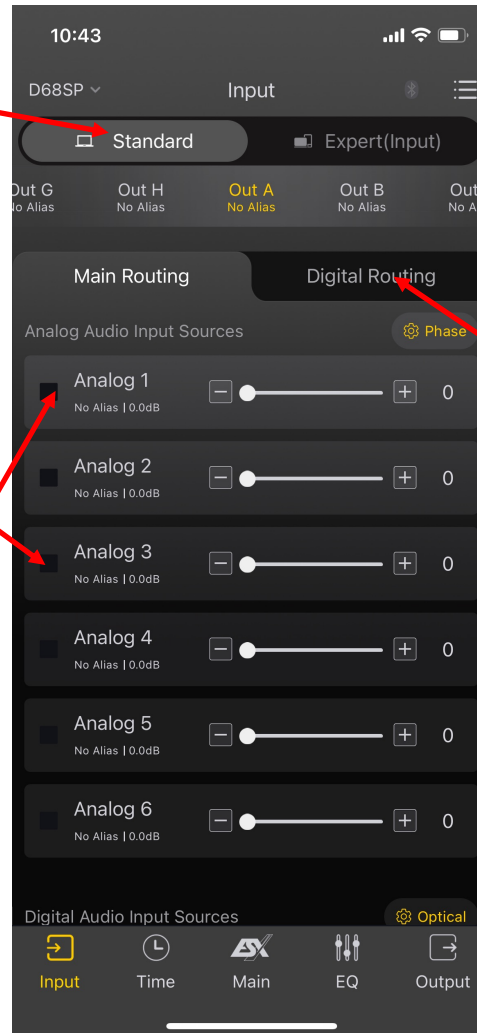 10:43
D68SP Input
Standard Expert(Input)
Out G Out H Out A Out B Out
No Alias No Alias No Alias No Alias No A
Main Routing Digital Routing
Analog Audio Input Sources Phase
Analog 1 0
No Alias | 0.0dB
Analog 2 0
No Alias | 0.0dB
Analog 3 0
No Alias | 0.0dB
Analog 4 0
No Alias | 0.0dB
Analog 5 0
No Alias | 0.0dB
Analog 6 0
No Alias | 0.0dB
Digital Audio Input Sources Optical
ESX
Input Time Main EQ Output